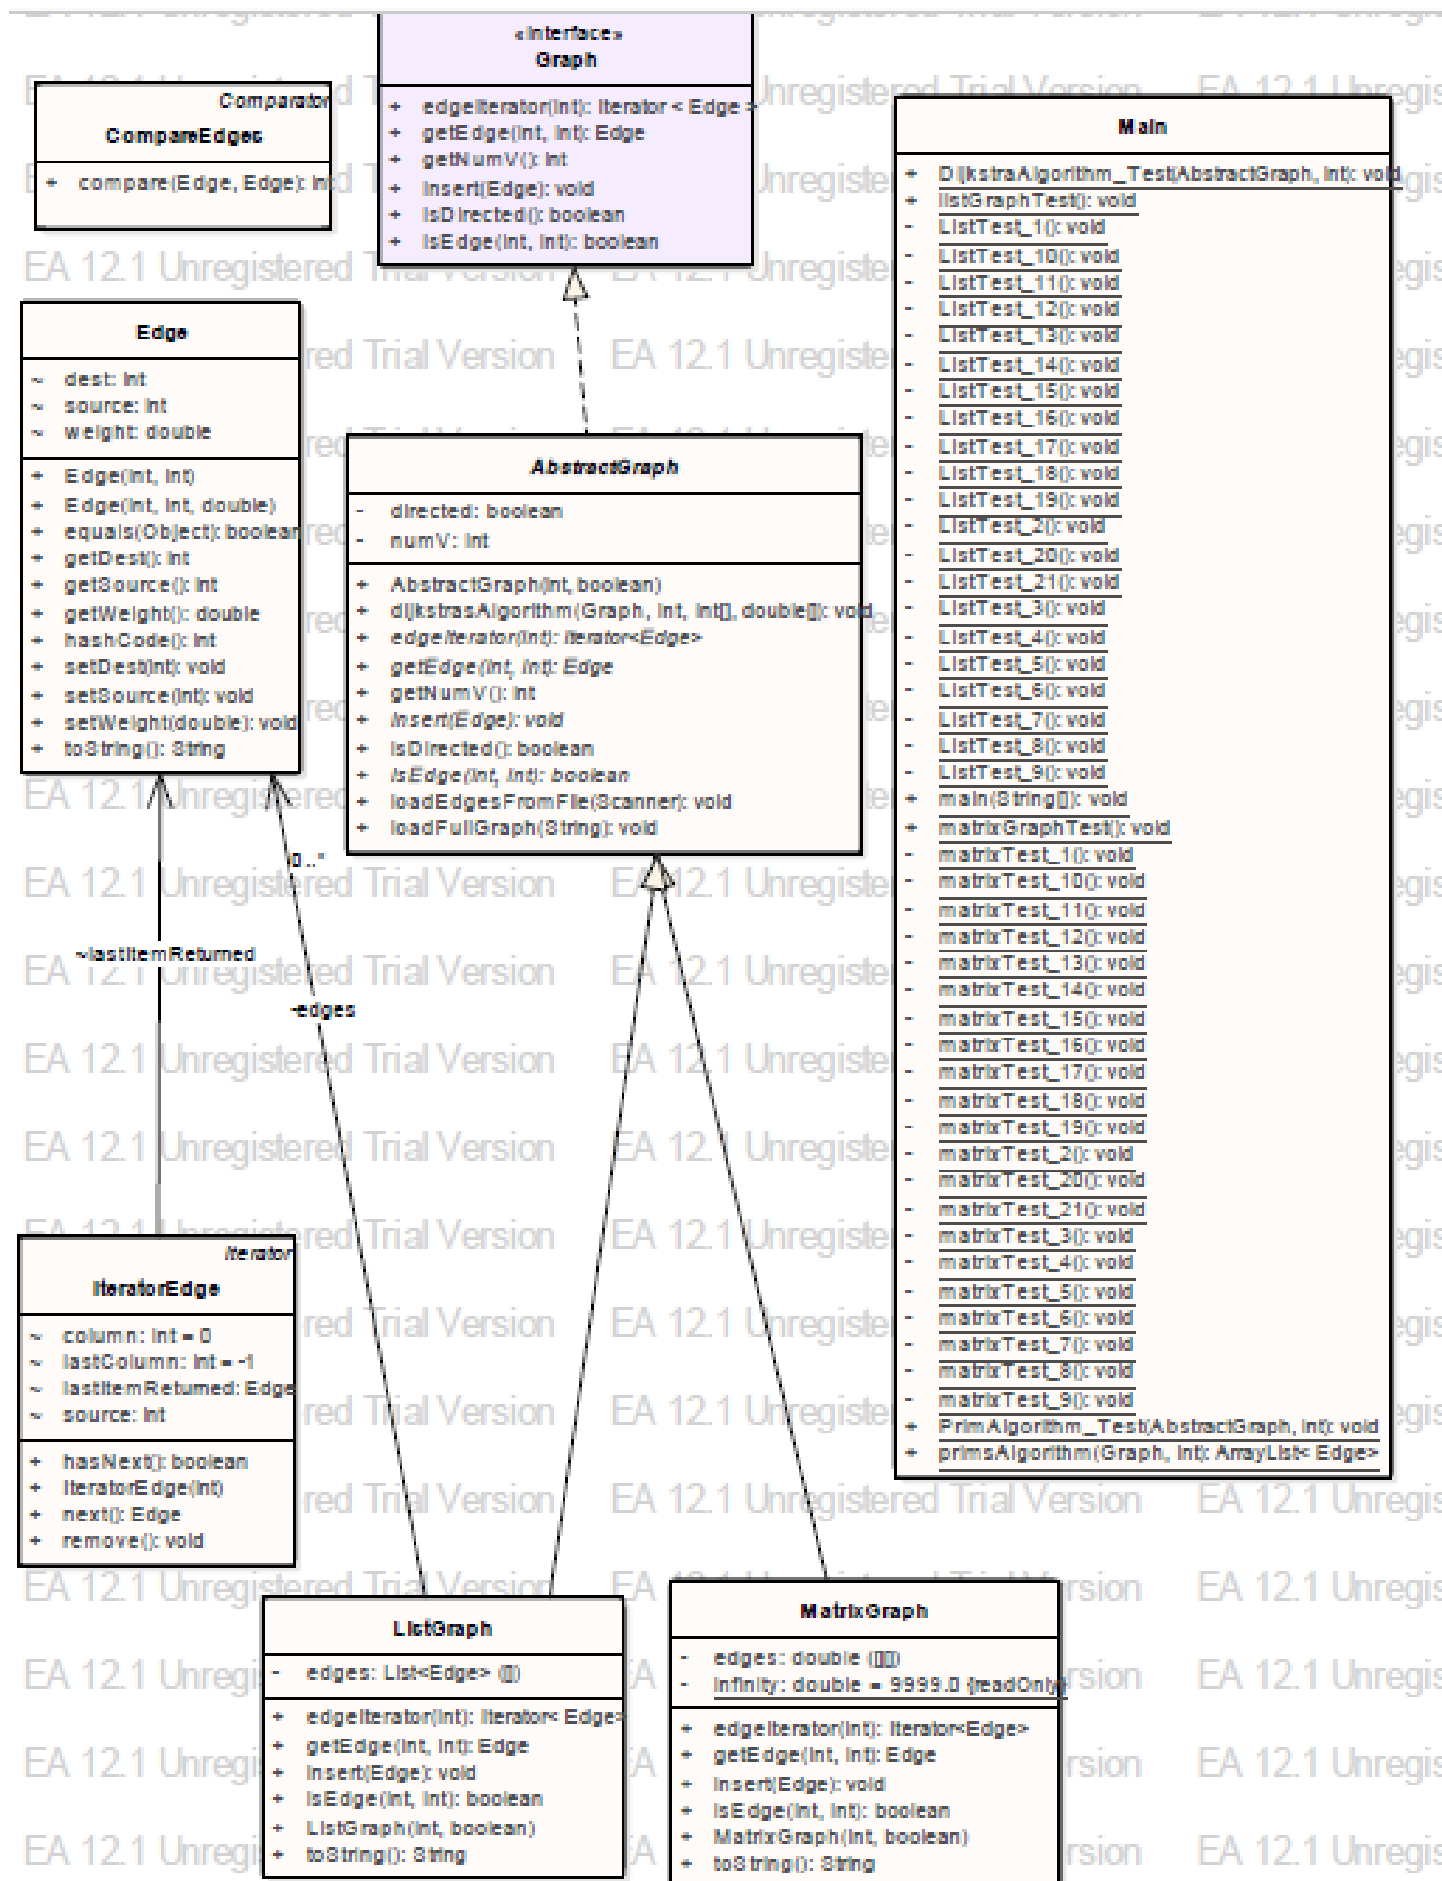 «interface»
Graph
+ edgeIterator(int): Iterator < Edge >
+ getEdge(int, int): Edge
+ getNumV(): int
+ insert(Edge): void
+ isDirected(): boolean
+ isEdge(int, int): boolean
Comparator
CompareEdges
+ compare(Edge, Edge): int
Edge
~ dest: int
~ source: int
~ weight: double
+ Edge(int, int)
+ Edge(int, int, double)
+ equals(Object): boolean
+ getDest(): int
+ getSource(): int
+ getWeight(): double
+ hashCode(): int
+ setDest(int): void
+ setSource(int): void
+ setWeight(double): void
+ toString(): String
AbstractGraph
- directed: boolean
- numV: int
+ AbstractGraph(int, boolean)
+ dijkstrasAlgorithm(Graph, int, int[], double[]): void
+ edgeIterator(int): Iterator<Edge>
+ getEdge(int, int): Edge
+ getNumV(): int
+ insert(Edge): void
+ isDirected(): boolean
+ isEdge(int, int): boolean
+ loadEdgesFromFile(Scanner): void
+ loadFullGraph(String): void
Main
+ DijkstraAlgorithm_Test(AbstractGraph, int): void
+ listGraphTest(): void
- ListTest_1(): void
- ListTest_10(): void
- ListTest_11(): void
- ListTest_12(): void
- ListTest_13(): void
- ListTest_14(): void
- ListTest_15(): void
- ListTest_16(): void
- ListTest_17(): void
- ListTest_18(): void
- ListTest_19(): void
- ListTest_2(): void
- ListTest_20(): void
- ListTest_21(): void
- ListTest_3(): void
- ListTest_4(): void
- ListTest_5(): void
- ListTest_6(): void
- ListTest_7(): void
- ListTest_8(): void
- ListTest_9(): void
+ main(String[]): void
+ matrixGraphTest(): void
- matrixTest_1(): void
- matrixTest_10(): void
- matrixTest_11(): void
- matrixTest_12(): void
- matrixTest_13(): void
- matrixTest_14(): void
- matrixTest_15(): void
- matrixTest_16(): void
- matrixTest_17(): void
- matrixTest_18(): void
- matrixTest_19(): void
- matrixTest_2(): void
- matrixTest_20(): void
- matrixTest_21(): void
- matrixTest_3(): void
- matrixTest_4(): void
- matrixTest_5(): void
- matrixTest_6(): void
- matrixTest_7(): void
- matrixTest_8(): void
- matrixTest_9(): void
+ PrimAlgorithm_Test(AbstractGraph, int): void
+ primsAlgorithm(Graph, int): ArrayList< Edge>
0..*
~lastItemReturned
-edges
Iterator
IteratorEdge
~ column: int = 0
~ lastColumn: int = -1
~ lastItemReturned: Edge
~ source: int
+ hasNext(): boolean
+ IteratorEdge(int)
+ next(): Edge
+ remove(): void
ListGraph
- edges: List<Edge> ([])
+ edgeIterator(int): Iterator< Edge>
+ getEdge(int, int): Edge
+ insert(Edge): void
+ isEdge(int, int): boolean
+ ListGraph(int, boolean)
+ toString(): String
MatrixGraph
- edges: double ([][])
- infinity: double = 9999.0 {readOnly}
+ edgeIterator(int): Iterator<Edge>
+ getEdge(int, int): Edge
+ insert(Edge): void
+ isEdge(int, int): boolean
+ MatrixGraph(int, boolean)
+ toString(): String
EA 12.1 Unregistered Trial Version